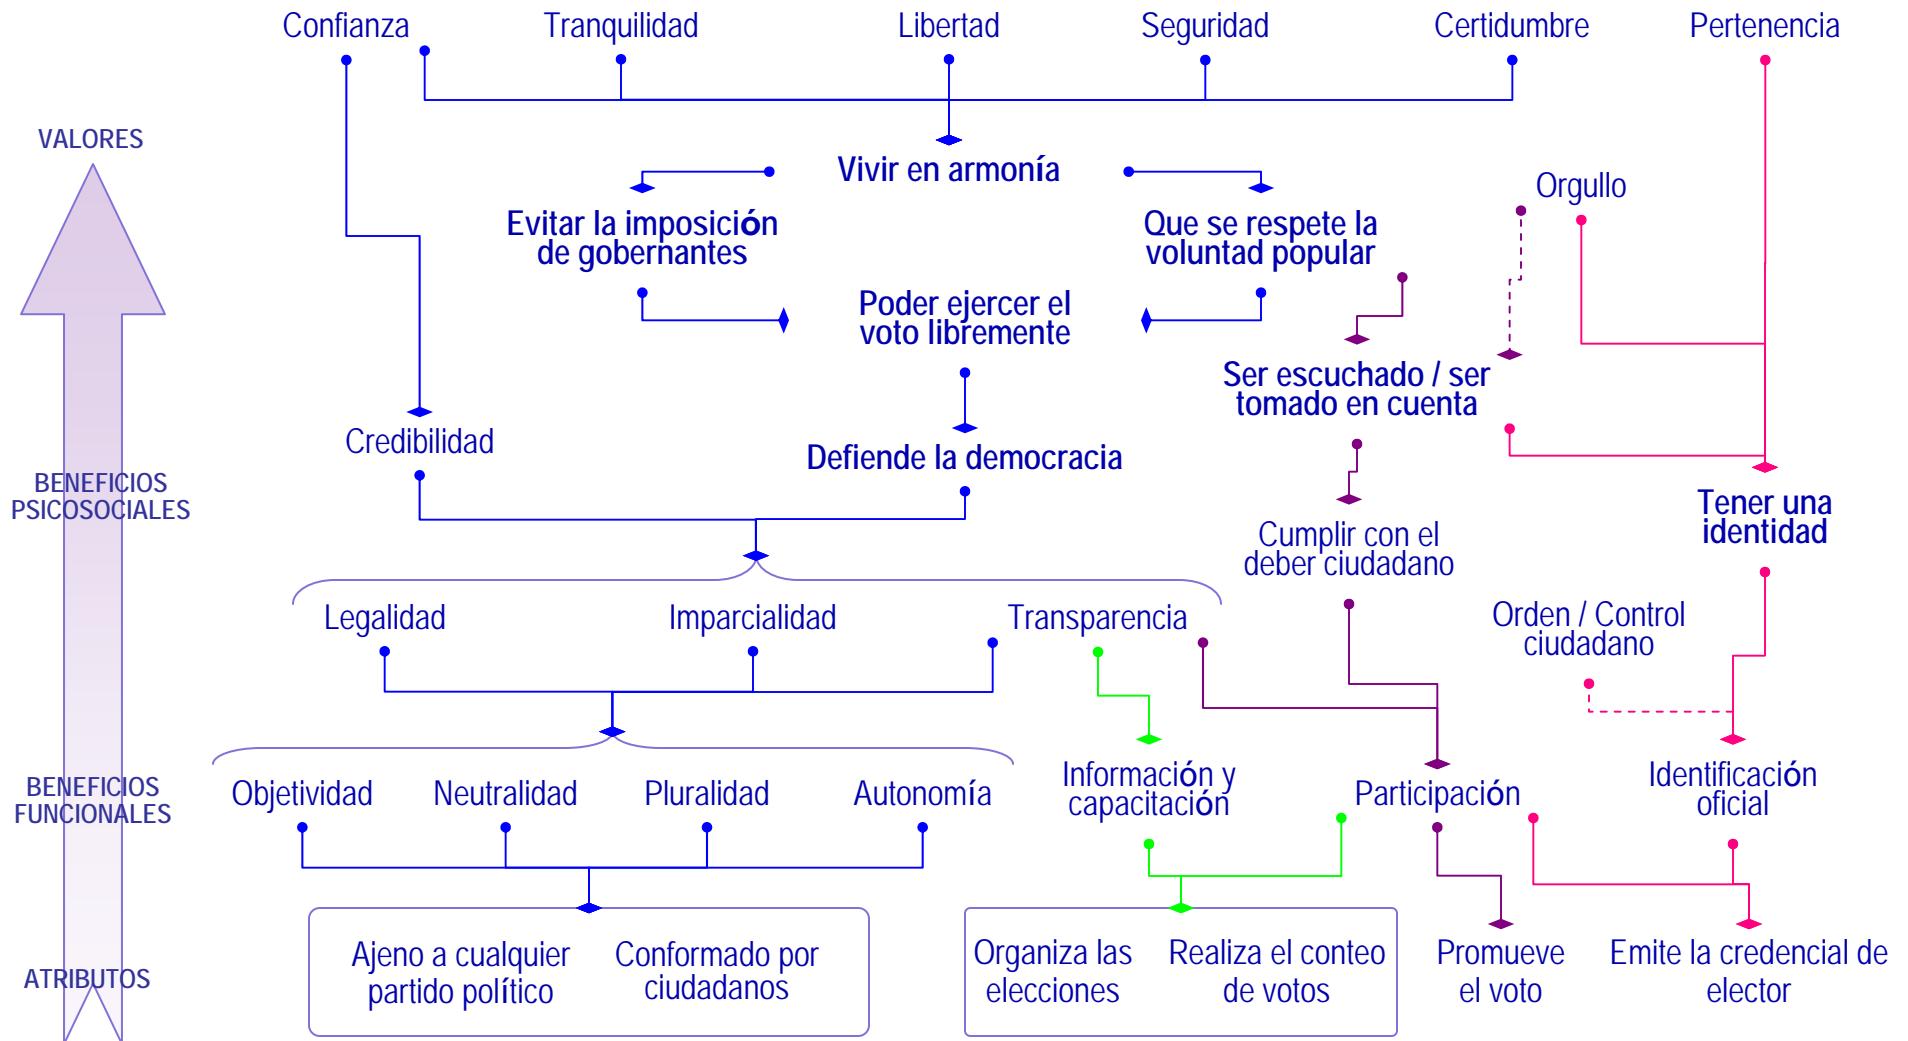 Confianza
Tranquilidad
Libertad
Seguridad
Certidumbre
Pertenencia
VALORES
Vivir en armonía
Orgullo
Evitar la imposición
de gobernantes
Que se respete la
voluntad popular
Poder ejercer el
voto libremente
Ser escuchado / ser
tomado en cuenta
Credibilidad
Defiende la democracia
BENEFICIOS
PSICOSOCIALES
Tener una
identidad
Cumplir con el
deber ciudadano
Legalidad
Imparcialidad
Transparencia
Orden / Control
ciudadano
BENEFICIOS
FUNCIONALES
Objetividad
Neutralidad
Pluralidad
Autonomía
Información y
capacitación
Participación
Identificación
oficial
ATRIBUTOS
Ajeno a cualquier
partido político
Conformado por
ciudadanos
Organiza las
elecciones
Realiza el conteo
de votos
Promueve
el voto
Emite la credencial de
elector